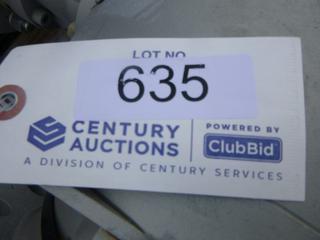 LOT NO.
635
CENTURY
AUCTIONS
POWERED BY
ClubBid
A DIVISION OF CENTURY SERVICES